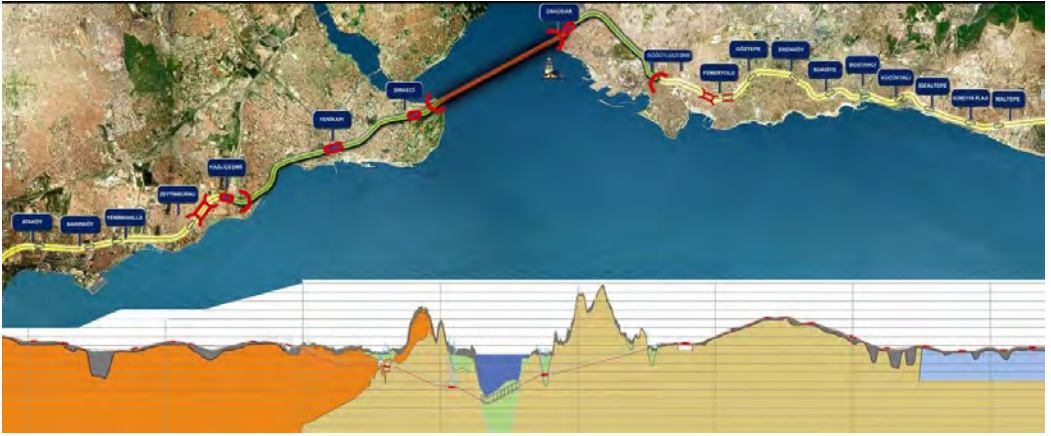 ATAKÖY
BAKIRKÖY
YENİMAHALLE
ZEYTİNBURNU
KAZLIÇEŞME
YENİKAPI
SİRKECİ
ÜSKÜDAR
SÖĞÜTLÜÇEŞME
FENERYOLU
GÖZTEPE
ERENKÖY
SUADİYE
BOSTANCI
KÜÇÜKYALI
İDEALTEPE
SÜREYYA PLAJI
MALTEPE